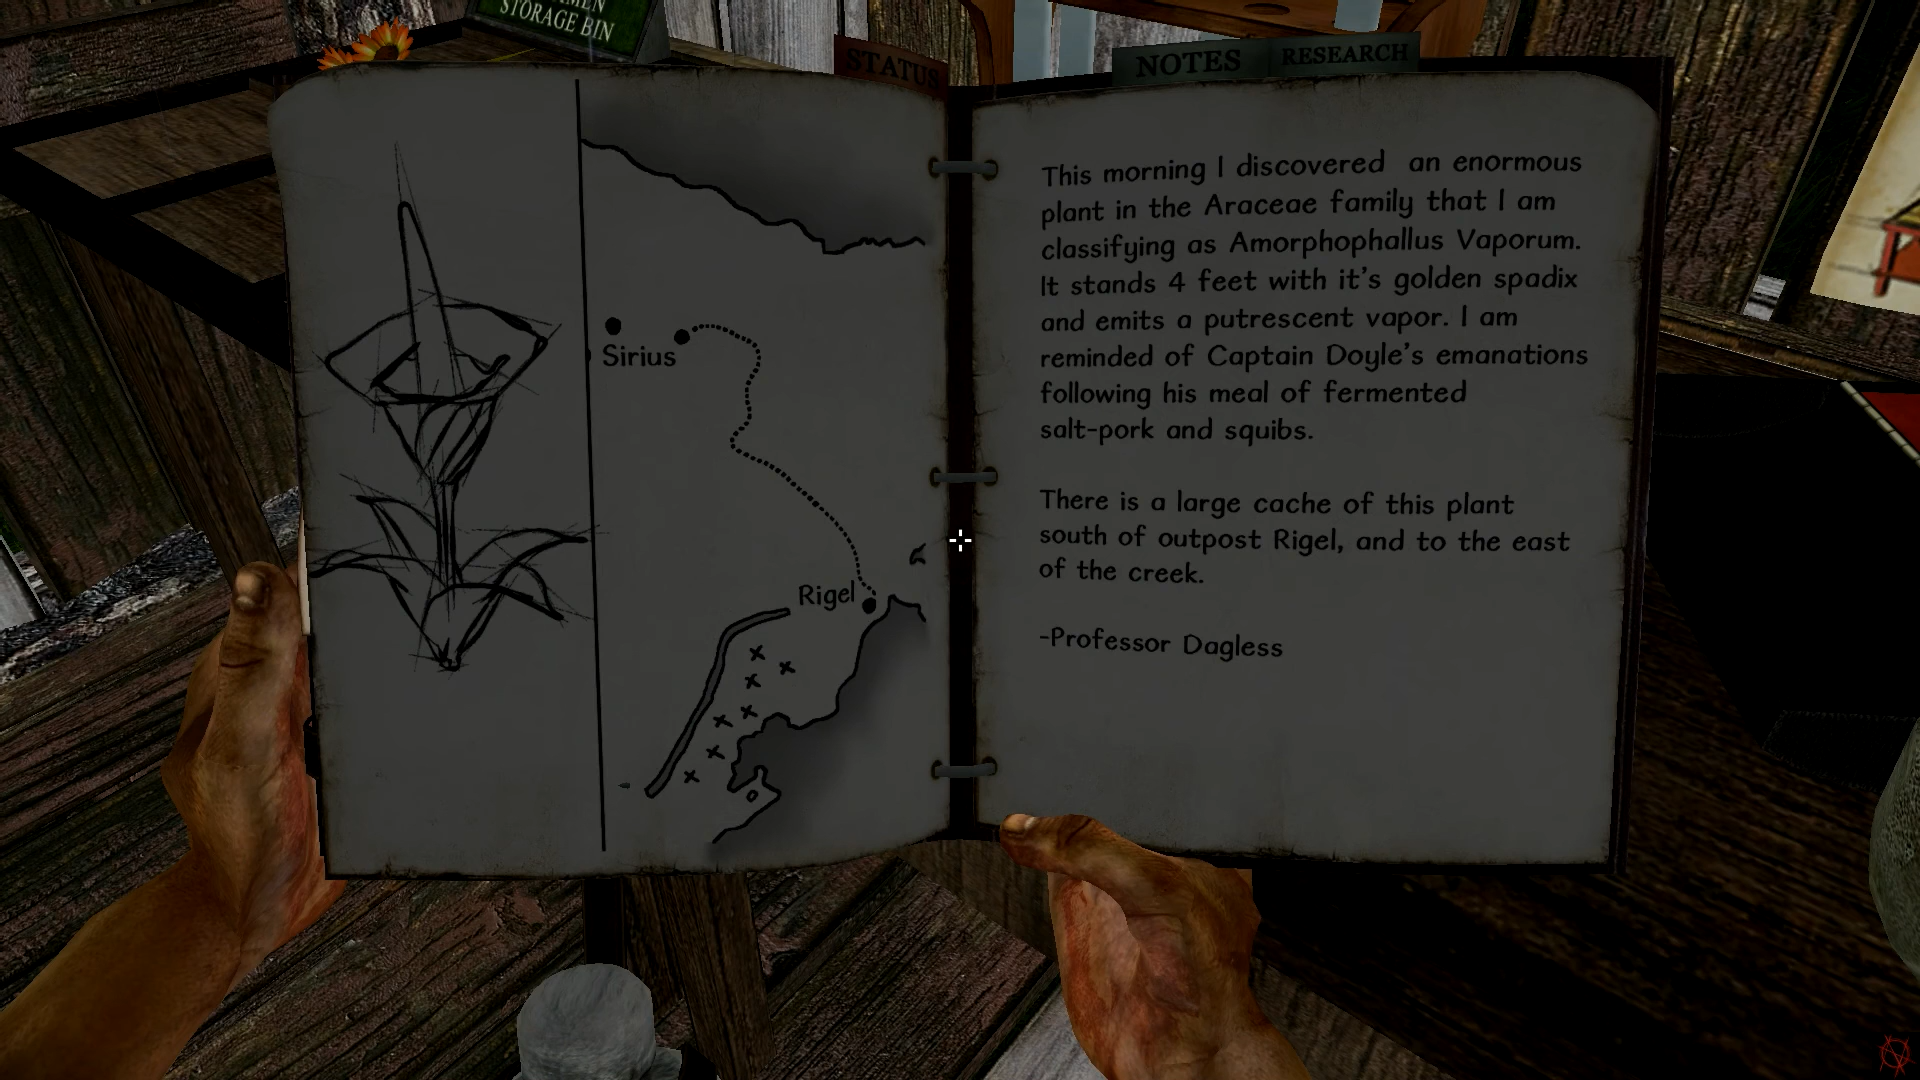 STORAGE BIN
STATUS
NOTES
RESEARCH
Sirius
Rigel
This morning I discovered an enormous
plant in the Araceae family that I am
classifying as Amorphophallus Vaporum.
It stands 4 feet with it's golden spadix
and emits a putrescent vapor. I am
reminded of Captain Doyle's emanations
following his meal of fermented
salt-pork and squibs.
There is a large cache of this plant
south of outpost Rigel, and to the east
of the creek.
-Professor Dagless